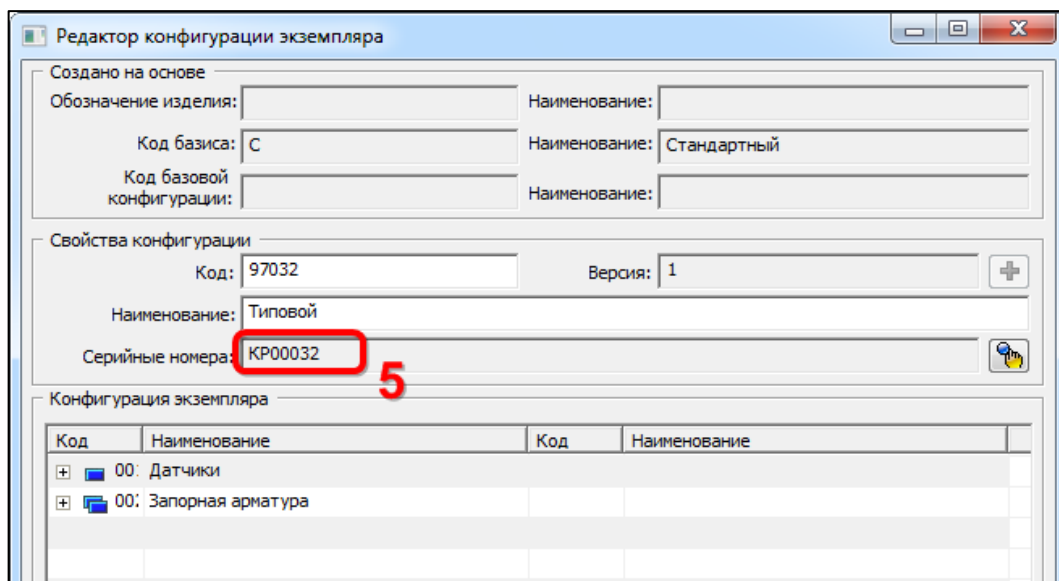 Редактор конфигурации экземпляра
Создано на основе
Обозначение изделия: Наименование:
Код базиса: С Наименование: Стандартный
Код базовой
конфигурации: Наименование:
Свойства конфигурации
Код: 97032 Версия: 1
Наименование: Типовой
Серийные номера: КР00032
5
Конфигурация экземпляра
Код Наименование Код Наименование
Датчики
Запорная арматура